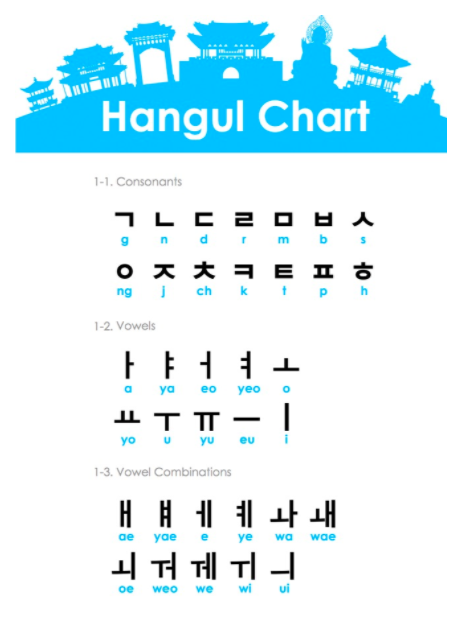 Hangul Chart
1-1. Consonants
ㄱ ㄴ ㄷ ㄹ ㅁ ㅂ ㅅ
g n d r m b s
ㅇ ㅈ ㅊ ㅋ ㅌ ㅍ ㅎ
ng j ch k t p h
1-2. Vowels
ㅏ ㅑ ㅓ ㅕ ㅗ
a ya eo yeo o
ㅛ ㅜ ㅠ ㅡ ㅣ
yo u yu eu i
1-3. Vowel Combinations
ㅐ ㅒ ㅔ ㅖ ㅘ ㅙ
ae yae e ye wa wae
ㅚ ㅝ ㅞ ㅟ ㅢ
oe weo we wi ui